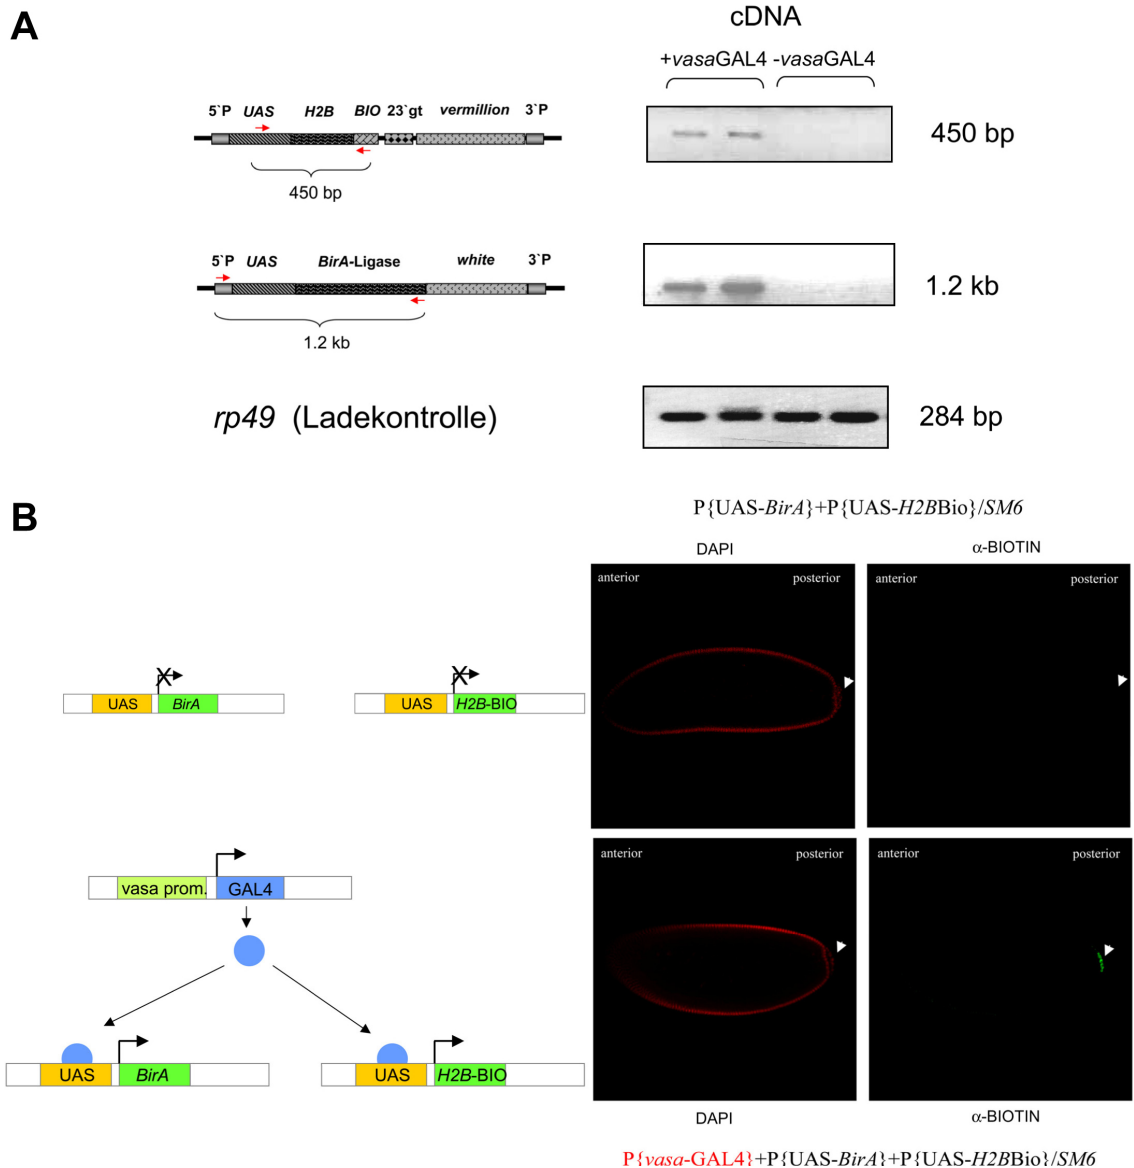 A
cDNA
+vasaGAL4 -vasaGAL4
5`P UAS H2B BIO 23`gt vermillion 3`P
450 bp
450 bp
5`P UAS BirA-Ligase white 3`P
1.2 kb
1.2 kb
rp49 (Ladekontrolle)
284 bp
B
P{UAS-BirA}+P{UAS-H2BBio}/SM6
DAPI
α-BIOTIN
anterior posterior
anterior posterior
X
X
UAS BirA
UAS H2B-BIO
anterior posterior
anterior posterior
vasa prom. GAL4
UAS BirA
UAS H2B-BIO
DAPI
α-BIOTIN
P{vasa-GAL4}+P{UAS-BirA}+P{UAS-H2BBio}/SM6